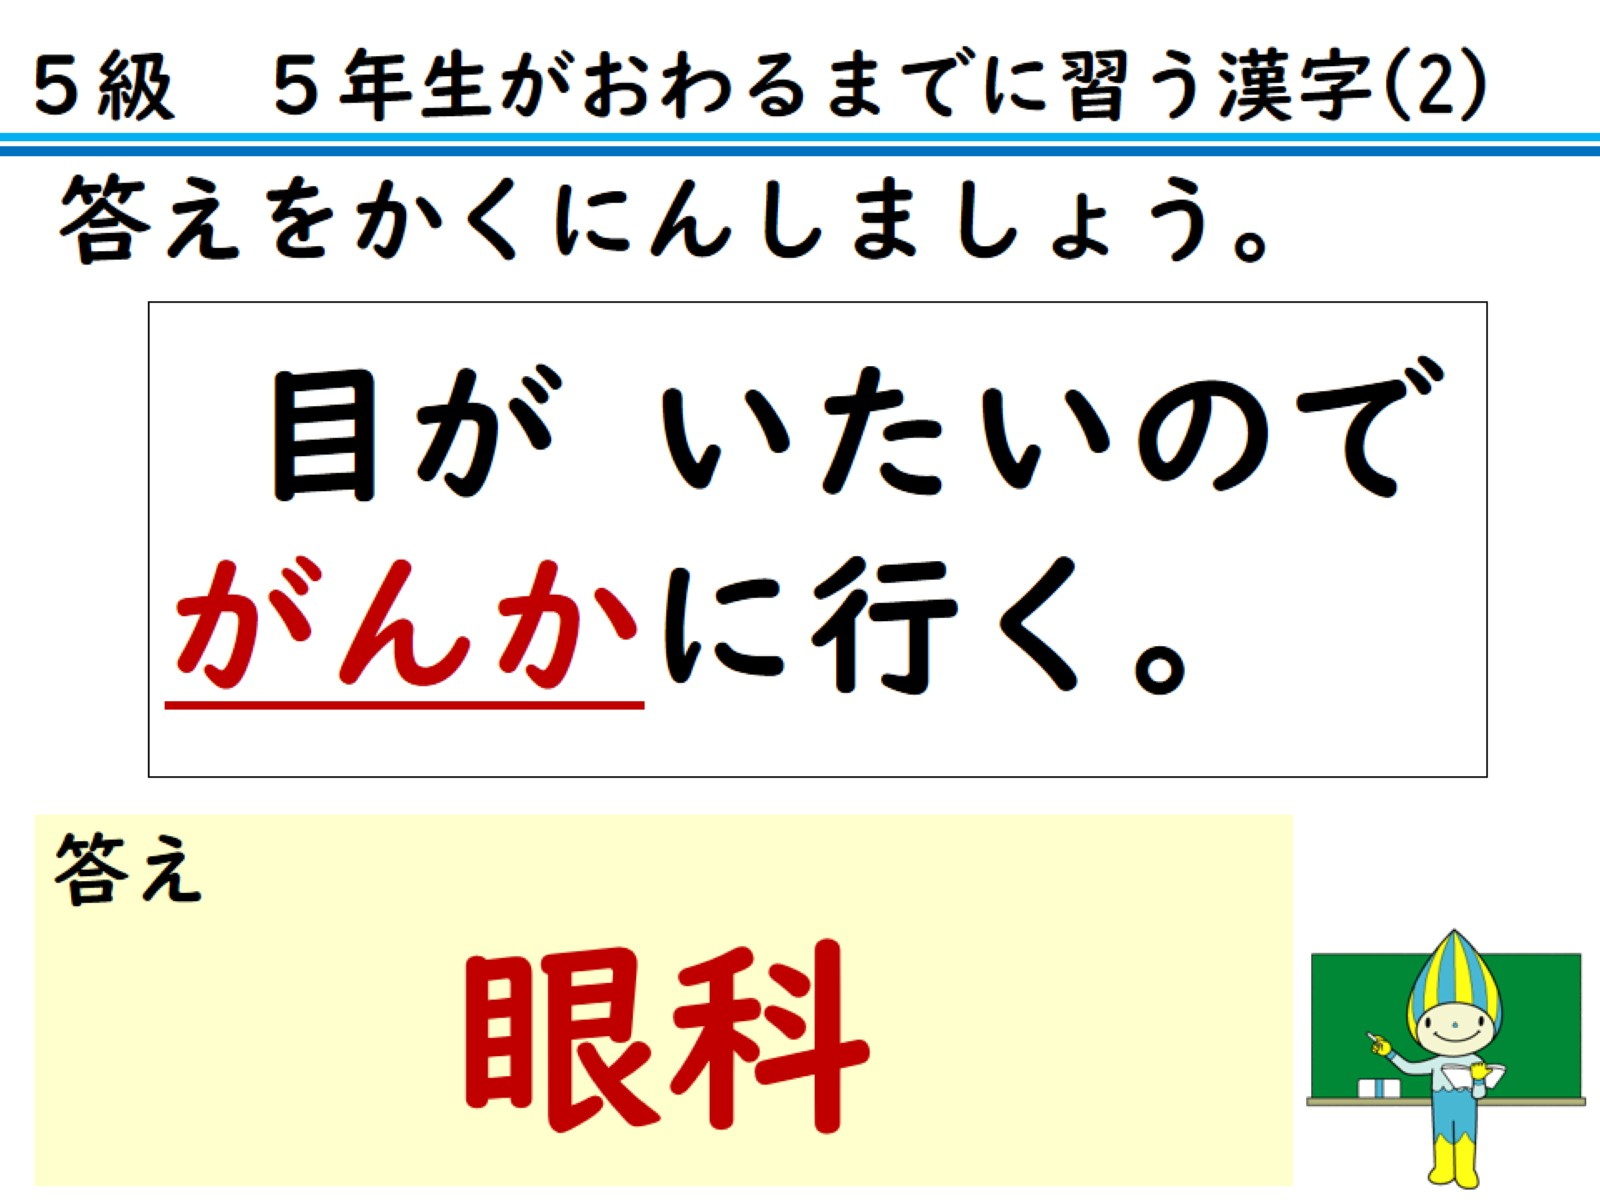 ５級　５年生がおわるまでに習う漢字(2)
答えをかくにんしましょう。
目が いたいので
がんかに行く。
答え
眼科